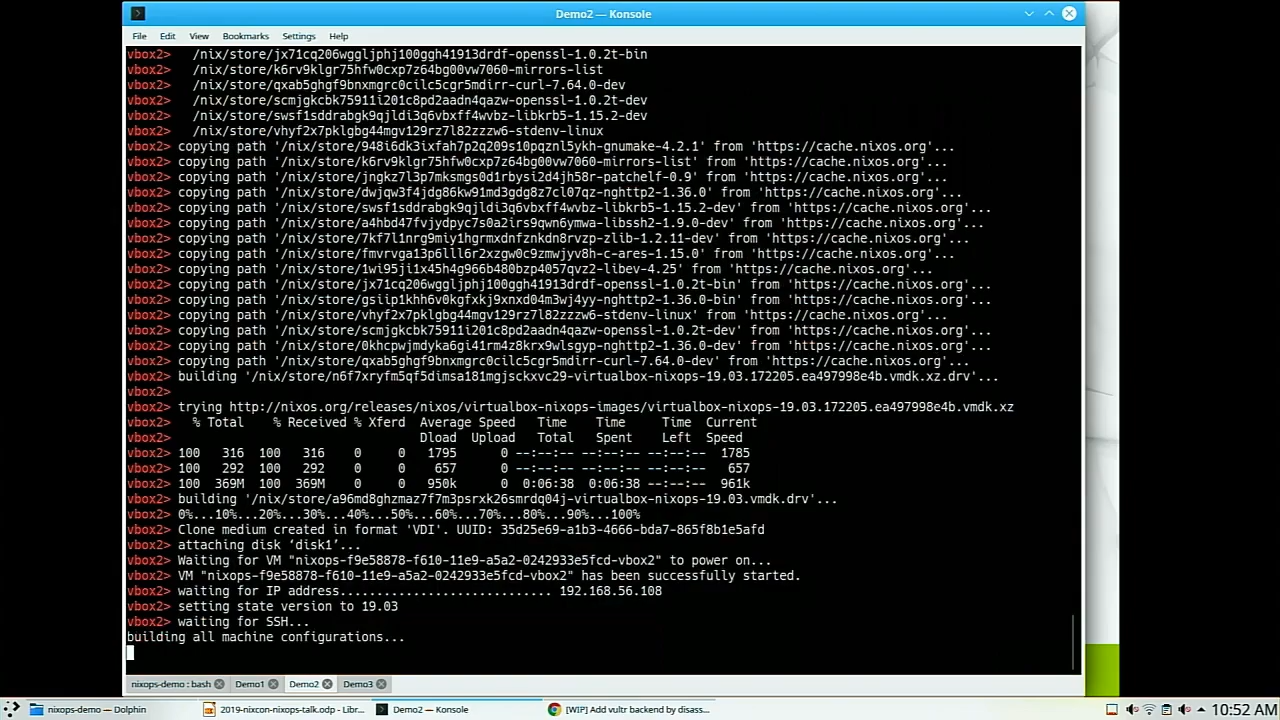 Demo2 — Konsole
File Edit View Bookmarks Settings Help
vbox2>   /nix/store/jx71cq206wggljphj100ggh41913drdf-openssl-1.0.2t-bin
vbox2>   /nix/store/k6rv9klgr75hfw0cxp7z64bg00vw7060-mirrors-list
vbox2>   /nix/store/qxab5ghgf9bnxmgrc0cilc5cgr5mdirr-curl-7.64.0-dev
vbox2>   /nix/store/scmjgkcbk75911i201c8pd2aadn4qazw-openssl-1.0.2t-dev
vbox2>   /nix/store/swsf1sddrabgk9qjldi3q6vbxff4wvbz-libkrb5-1.15.2-dev
vbox2>   /nix/store/vhyf2x7pklgbg44mgv129rz7l82zzzw6-stdenv-linux
vbox2> copying path '/nix/store/948i6dk3ixfah7p2q209s10pqznl5ykh-gnumake-4.2.1' from 'https://cache.nixos.org'...
vbox2> copying path '/nix/store/k6rv9klgr75hfw0cxp7z64bg00vw7060-mirrors-list' from 'https://cache.nixos.org'...
vbox2> copying path '/nix/store/jngkz7l3p7mksmgs0d1rbysi2d4jh58r-patchelf-0.9' from 'https://cache.nixos.org'...
vbox2> copying path '/nix/store/dwjqw3f4jdg86kw91md3gdg8z7cl07qz-nghttp2-1.36.0' from 'https://cache.nixos.org'...
vbox2> copying path '/nix/store/swsf1sddrabgk9qjldi3q6vbxff4wvbz-libkrb5-1.15.2-dev' from 'https://cache.nixos.org'...
vbox2> copying path '/nix/store/a4hbd47fvjydpyc7s0a2irs9qwn6ymwa-libssh2-1.9.0-dev' from 'https://cache.nixos.org'...
vbox2> copying path '/nix/store/7kf7l1nrg9miy1hgrmxdnfznkdn8rvzp-zlib-1.2.11-dev' from 'https://cache.nixos.org'...
vbox2> copying path '/nix/store/fmvrvga13p6lll6r2xzgw0c9zmwjyv8h-c-ares-1.15.0' from 'https://cache.nixos.org'...
vbox2> copying path '/nix/store/1wi95ji1x45h4g966b480bzp4057qvz2-libev-4.25' from 'https://cache.nixos.org'...
vbox2> copying path '/nix/store/jx71cq206wggljphj100ggh41913drdf-openssl-1.0.2t-bin' from 'https://cache.nixos.org'...
vbox2> copying path '/nix/store/gsiip1khh6v0kgfxkj9xnxd04m3wj4yy-nghttp2-1.36.0-bin' from 'https://cache.nixos.org'...
vbox2> copying path '/nix/store/vhyf2x7pklgbg44mgv129rz7l82zzzw6-stdenv-linux' from 'https://cache.nixos.org'...
vbox2> copying path '/nix/store/scmjgkcbk75911i201c8pd2aadn4qazw-openssl-1.0.2t-dev' from 'https://cache.nixos.org'...
vbox2> copying path '/nix/store/0khcpwjmdyka6gi41rm4z8krx9wlsgyp-nghttp2-1.36.0-dev' from 'https://cache.nixos.org'...
vbox2> copying path '/nix/store/qxab5ghgf9bnxmgrc0cilc5cgr5mdirr-curl-7.64.0-dev' from 'https://cache.nixos.org'...
vbox2> building '/nix/store/n6f7xryfm5qf5dimsa181mgjsckxvc29-virtualbox-nixops-19.03.172205.ea497998e4b.vmdk.xz.drv'...
vbox2>
vbox2> trying http://nixos.org/releases/nixos/virtualbox-nixops-images/virtualbox-nixops-19.03.172205.ea497998e4b.vmdk.xz
vbox2>   % Total    % Received % Xferd  Average Speed   Time    Time     Time  Current
vbox2>                                  Dload  Upload   Total   Spent    Left  Speed
vbox2> 100   316  100   316    0     0   1795      0 --:--:-- --:--:-- --:--:--  1785
vbox2> 100   292  100   292    0     0    657      0 --:--:-- --:--:-- --:--:--   657
vbox2> 100  369M  100  369M    0     0   950k      0  0:06:38  0:06:38 --:--:--  961k
vbox2> building '/nix/store/a96md8ghzmaz7f7m3psrxk26smrdq04j-virtualbox-nixops-19.03.vmdk.drv'...
vbox2> 0%...10%...20%...30%...40%...50%...60%...70%...80%...90%...100%
vbox2> Clone medium created in format 'VDI'. UUID: 35d25e69-a1b3-4666-bda7-865f8b1e5afd
vbox2> attaching disk ‘disk1’...
vbox2> Waiting for VM "nixops-f9e58878-f610-11e9-a5a2-0242933e5fcd-vbox2" to power on...
vbox2> VM "nixops-f9e58878-f610-11e9-a5a2-0242933e5fcd-vbox2" has been successfully started.
vbox2> waiting for IP address............................ 192.168.56.108
vbox2> setting state version to 19.03
vbox2> waiting for SSH...
building all machine configurations...
nixops-demo : bash Demo1 Demo2 Demo3
nixops-demo — Dolphin 2019-nixcon-nixops-talk.odp - Libr... Demo2 — Konsole [WIP] Add vultr backend by disass... 10:52 AM